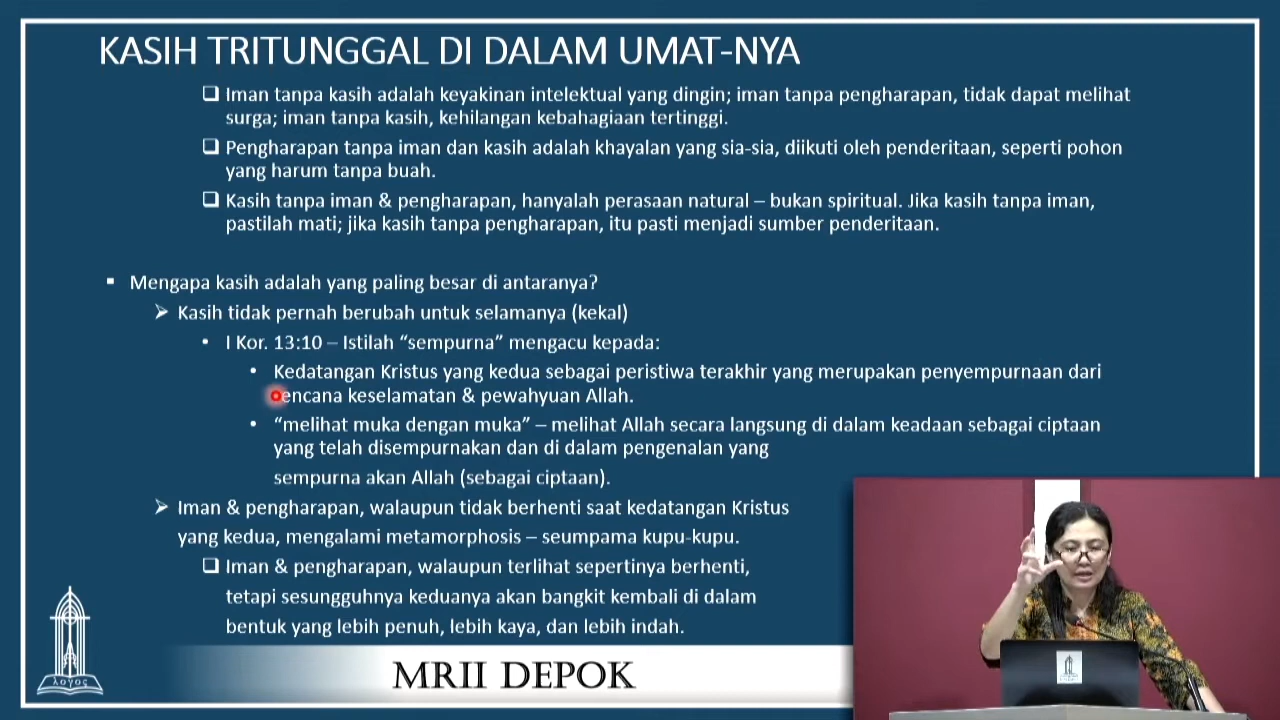 KASIH TRITUNGGAL DI DALAM UMAT-NYA
❑ Iman tanpa kasih adalah keyakinan intelektual yang dingin; iman tanpa pengharapan, tidak dapat melihat
surga; iman tanpa kasih, kehilangan kebahagiaan tertinggi.
❑ Pengharapan tanpa iman dan kasih adalah khayalan yang sia-sia, diikuti oleh penderitaan, seperti pohon
yang harum tanpa buah.
❑ Kasih tanpa iman & pengharapan, hanyalah perasaan natural – bukan spiritual. Jika kasih tanpa iman,
pastilah mati; jika kasih tanpa pengharapan, itu pasti menjadi sumber penderitaan.
▪ Mengapa kasih adalah yang paling besar di antaranya?
➢ Kasih tidak pernah berubah untuk selamanya (kekal)
• I Kor. 13:10 – Istilah “sempurna” mengacu kepada:
• Kedatangan Kristus yang kedua sebagai peristiwa terakhir yang merupakan penyempurnaan dari
rencana keselamatan & pewahyuan Allah.
• “melihat muka dengan muka” – melihat Allah secara langsung di dalam keadaan sebagai ciptaan
yang telah disempurnakan dan di dalam pengenalan yang
sempurna akan Allah (sebagai ciptaan).
➢ Iman & pengharapan, walaupun tidak berhenti saat kedatangan Kristus
yang kedua, mengalami metamorphosis – seumpama kupu-kupu.
❑ Iman & pengharapan, walaupun terlihat sepertinya berhenti,
tetapi sesungguhnya keduanya akan bangkit kembali di dalam
bentuk yang lebih penuh, lebih kaya, dan lebih indah.
λογος
MRII DEPOK